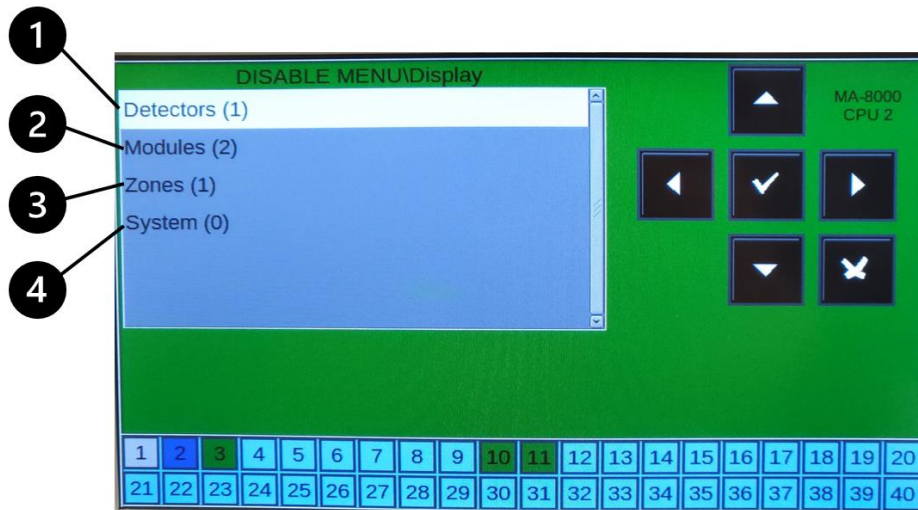 1
DISABLE MENU\Display
Detectors (1)
MA-8000
CPU 2
2
Modules (2)
3
Zones (1)
System (0)
4
1 2 3 4 5 6 7 8 9 10 11 12 13 14 15 16 17 18 19 20
21 22 23 24 25 26 27 28 29 30 31 32 33 34 35 36 37 38 39 40